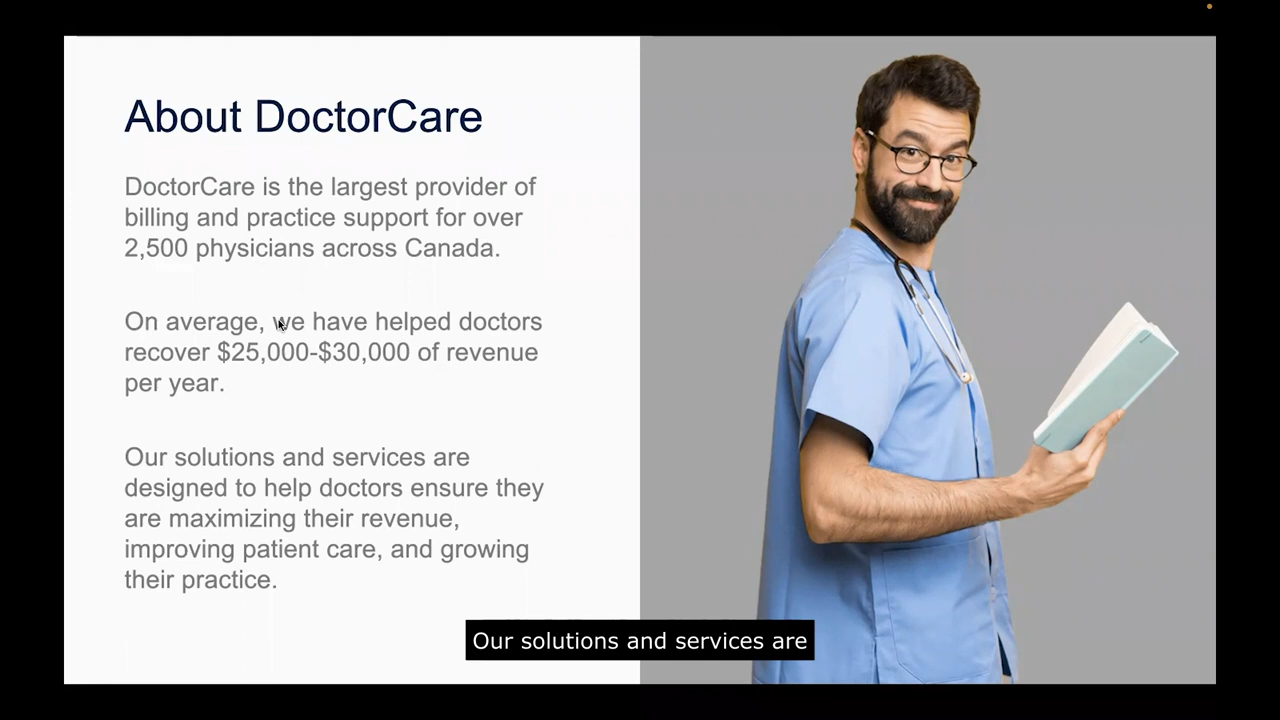 About DoctorCare
DoctorCare is the largest provider of
billing and practice support for over
2,500 physicians across Canada.
On average, we have helped doctors
recover $25,000-$30,000 of revenue
per year.
Our solutions and services are
designed to help doctors ensure they
are maximizing their revenue,
improving patient care, and growing
their practice.
Our solutions and services are